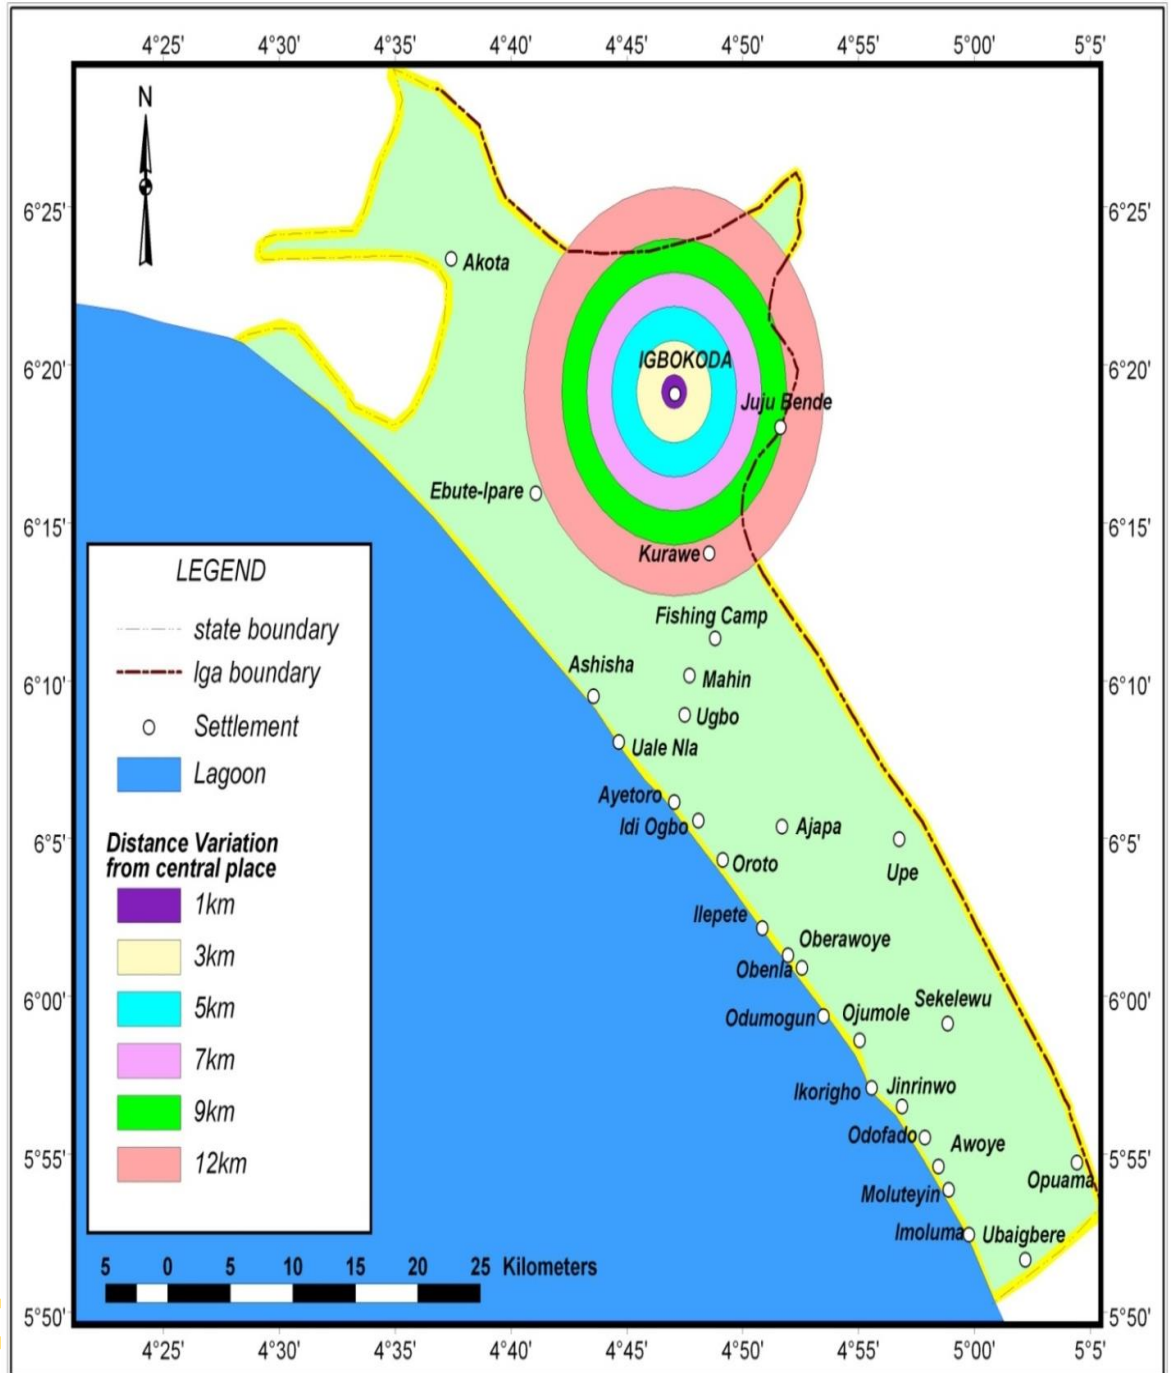 4°25' 4°30' 4°35' 4°40' 4°45' 4°50' 4°55' 5°00' 5°5'
N
6°25' 6°25'
Akota
6°20' 6°20'
IGBOKODA
Juju Bende
Ebute-Ipare
6°15' 6°15'
Kurawe
Fishing Camp
Ashisha
Mahin
6°10' 6°10'
Ugbo
Uale Nla
Ayetoro
Idi Ogbo
Ajapa
6°5' 6°5'
Oroto
Upe
Ilepete
Oberawoye
Obenla
6°00' 6°00'
Sekelewu
Odumogun
Ojumole
Ikorigho
Jinrinwo
Odofado
Awoye
5°55' 5°55'
Opuama
Moluteyin
Imoluma
Ubaigbere
5°50' 5°50'
LEGEND
state boundary
lga boundary
Settlement
Lagoon
Distance Variation
from central place
1km
3km
5km
7km
9km
12km
5 0 5 10 15 20 25 Kilometers
4°25' 4°30' 4°35' 4°40' 4°45' 4°50' 4°55' 5°00' 5°5'